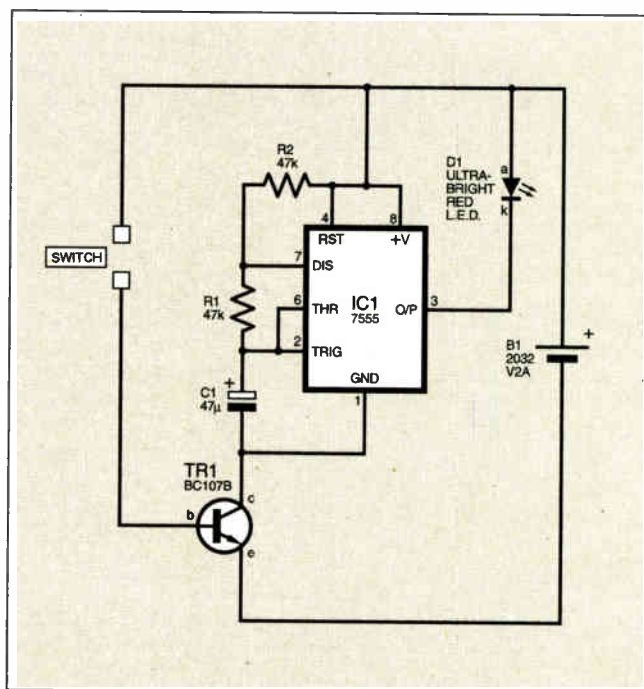 R2
47k
D1
ULTRA-
BRIGHT
RED
L.E.D.
a
k
4
8
RST
+V
SWITCH
7
DIS
R1
47k
6
THR
IC1
7555
O/P
3
2
TRIG
B1
2032
V2A
+
GND
C1
47µ
+
1
TR1
BC107B
c
b
e